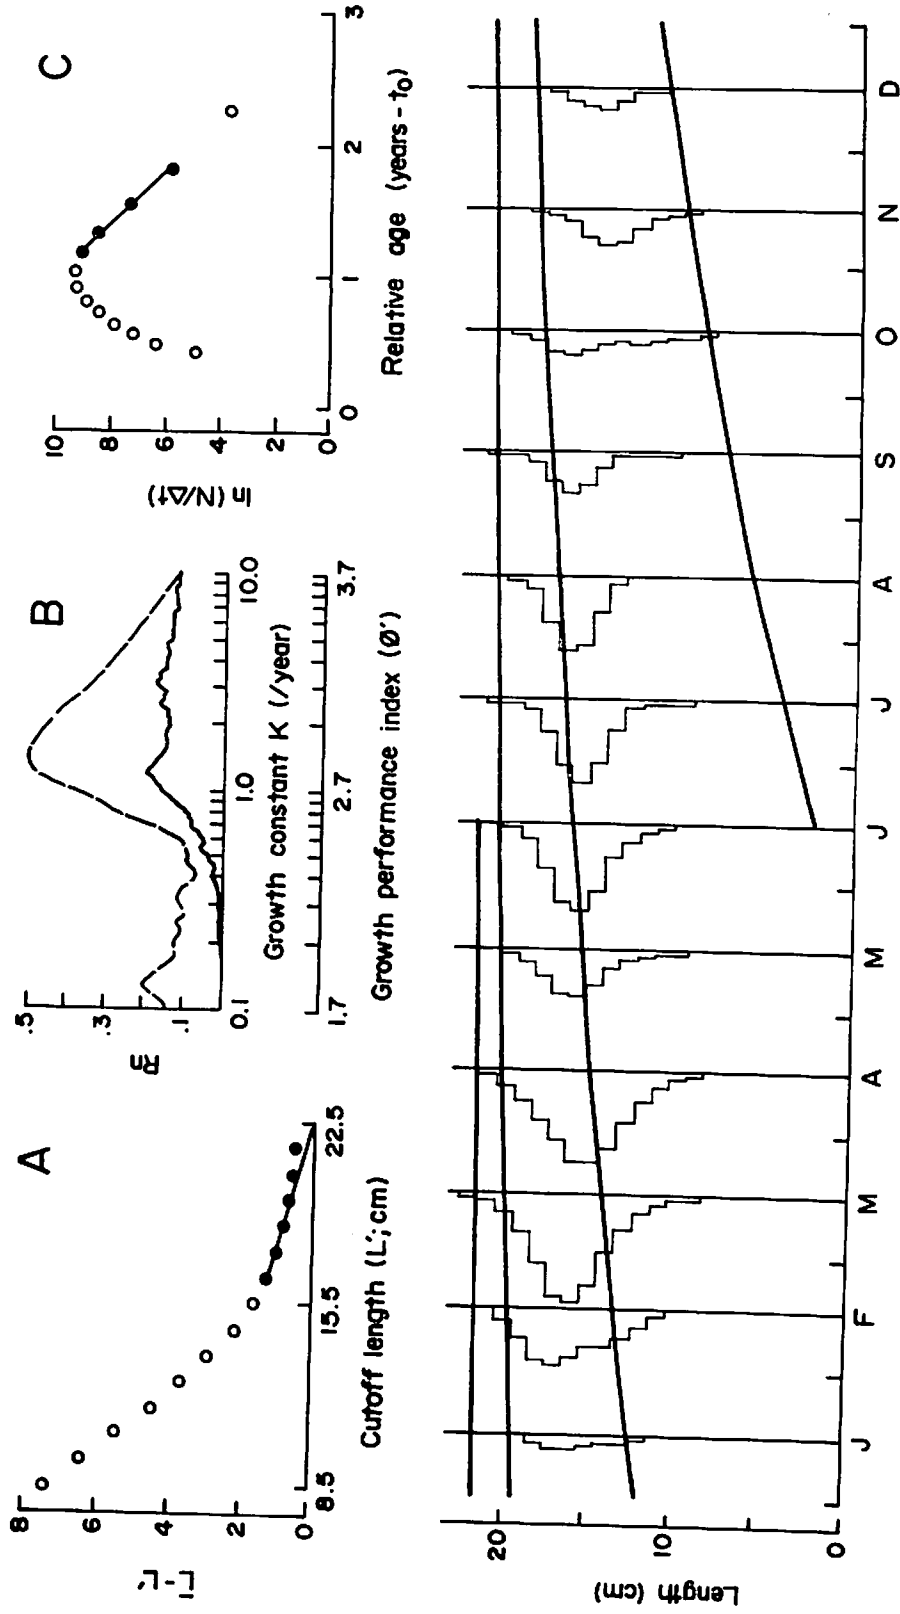 A
8
6
4
2
0
L̄-L'
8.5
15.5
22.5
Cutoff length (L';cm)
B
.5
.3
.1
Rn
0.1
1.0
10.0
Growth constant K (/year)
1.7
2.7
3.7
Growth performance index (Ø')
C
10
8
6
4
2
0
ln (N/Δt)
0
1
2
3
Relative age (years-t₀)
20
10
0
Length (cm)
J F M A M J J A S O N D